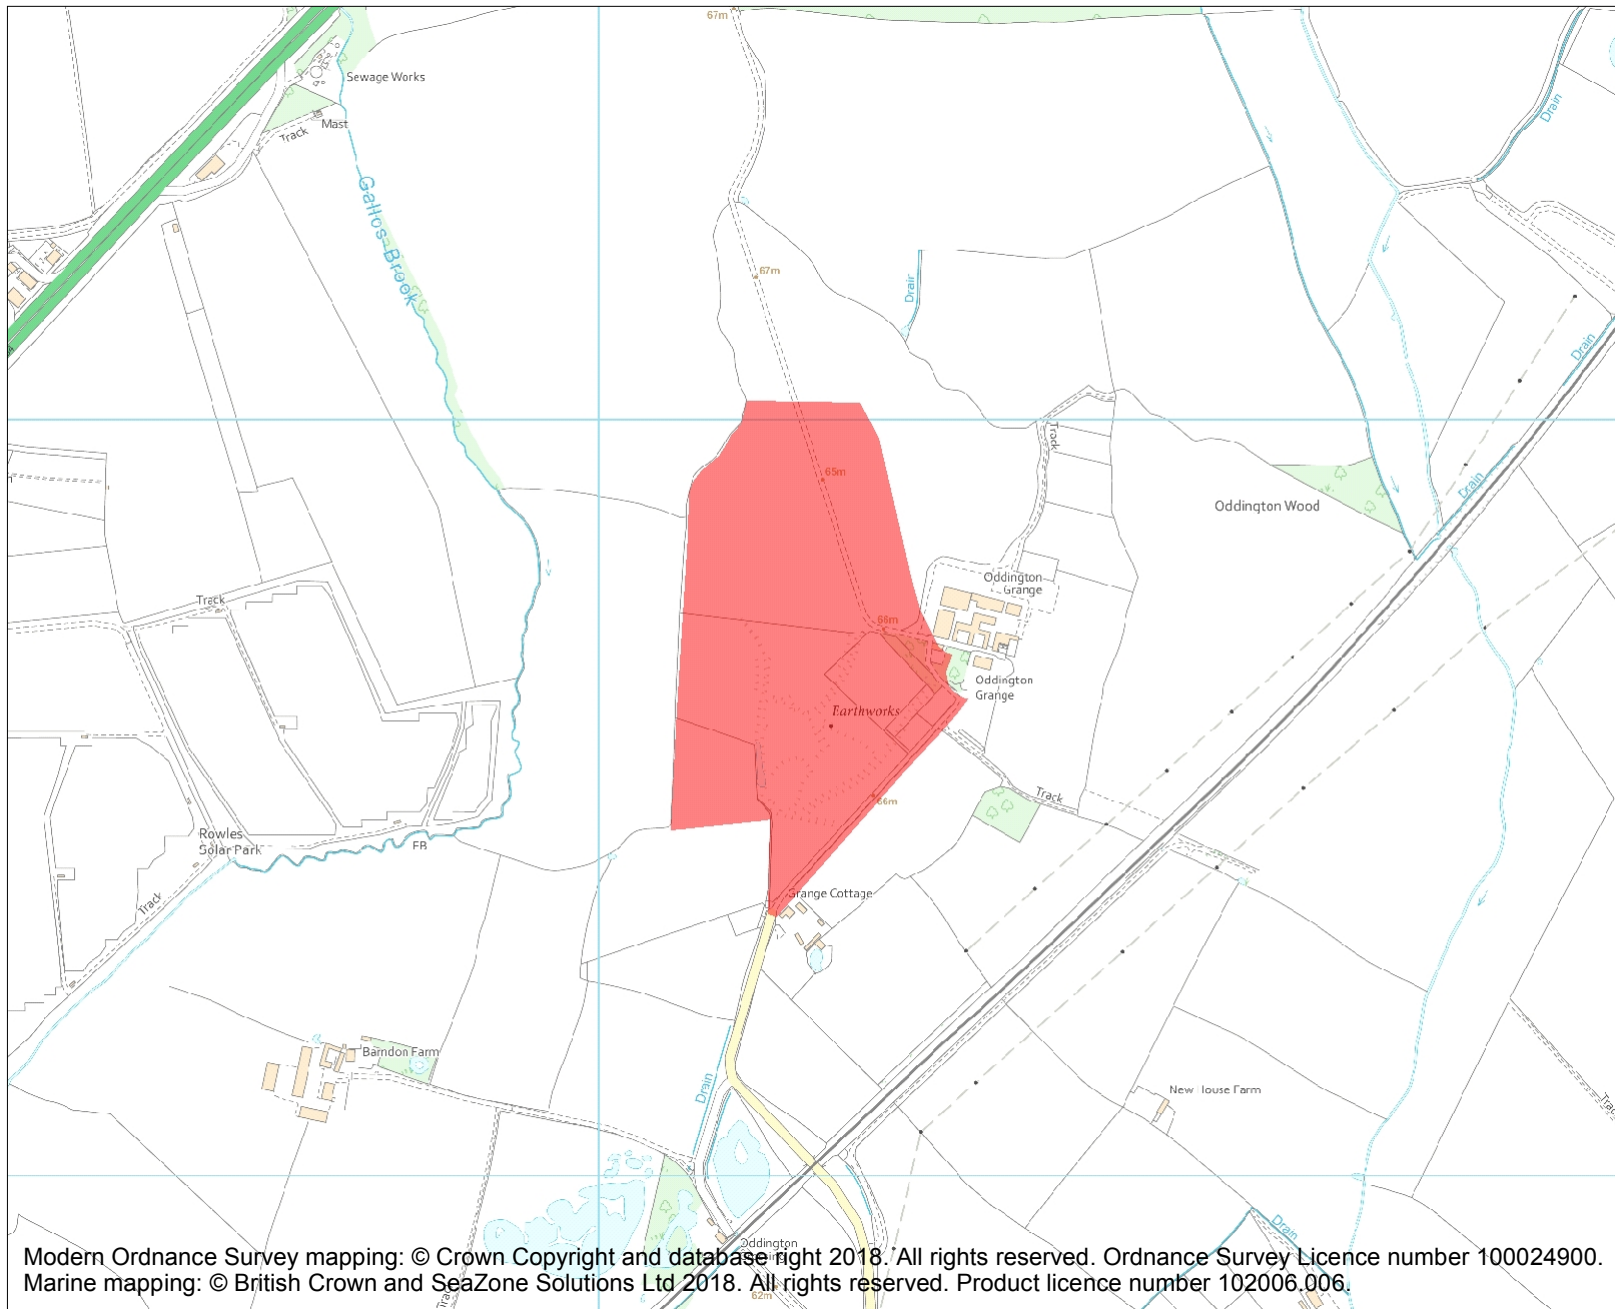 67m
Sewage Works
Mast
Track
Gallos Brook
Drain
67m
Drain
Drain
65m
Track
Drain
Oddington Wood
Oddington
Grange
Track
66m
Oddington
Grange
Earthworks
Track
66m
Rowles
Solar Park
FB
Track
Grange Cottage
Barndon Farm
Drain
New House Farm
Drain
Oddington
62m
Modern Ordnance Survey mapping: © Crown Copyright and database right 2018. All rights reserved. Ordnance Survey Licence number 100024900.
Marine mapping: © British Crown and SeaZone Solutions Ltd 2018. All rights reserved. Product licence number 102006.006.